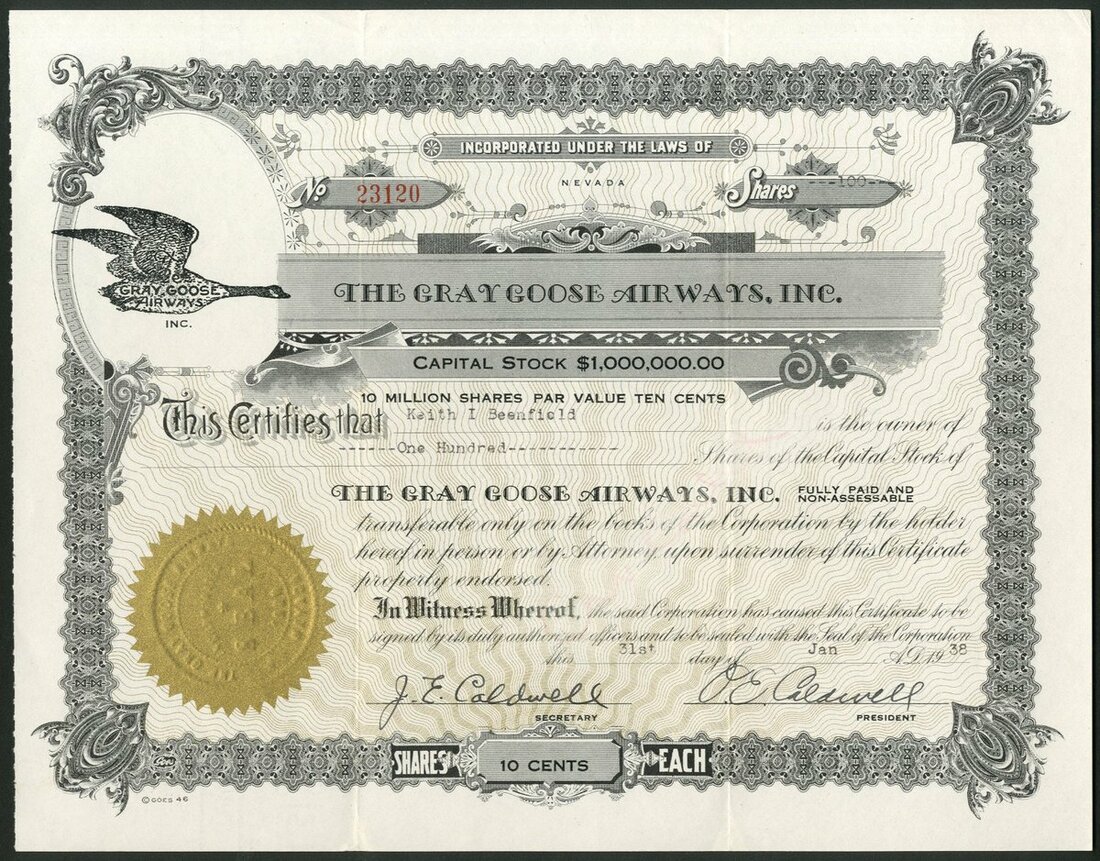 INCORPORATED UNDER THE LAWS OF
NEVADA
No 23120
Shares ---100---
GRAY GOOSE
AIRWAYS
INC.
THE GRAY GOOSE AIRWAYS, INC.
CAPITAL STOCK $1,000,000.00
10 MILLION SHARES PAR VALUE TEN CENTS
This Certifies that Keith I Beenfield is the owner of
------One Hundred------------ Shares of the Capital Stock of
THE GRAY GOOSE AIRWAYS, INC. FULLY PAID AND NON-ASSESSABLE
transferable only on the books of the Corporation by the holder
hereof in person or by Attorney upon surrender of this Certificate
properly endorsed.
In Witness Whereof, the said Corporation has caused this Certificate to be
signed by its duly authorized officers and to be sealed with the Seal of the Corporation
this 31st day of Jan A.D. 1938
J. E. Caldwell
SECRETARY
PRESIDENT
SHARES 10 CENTS EACH
© GOES 46